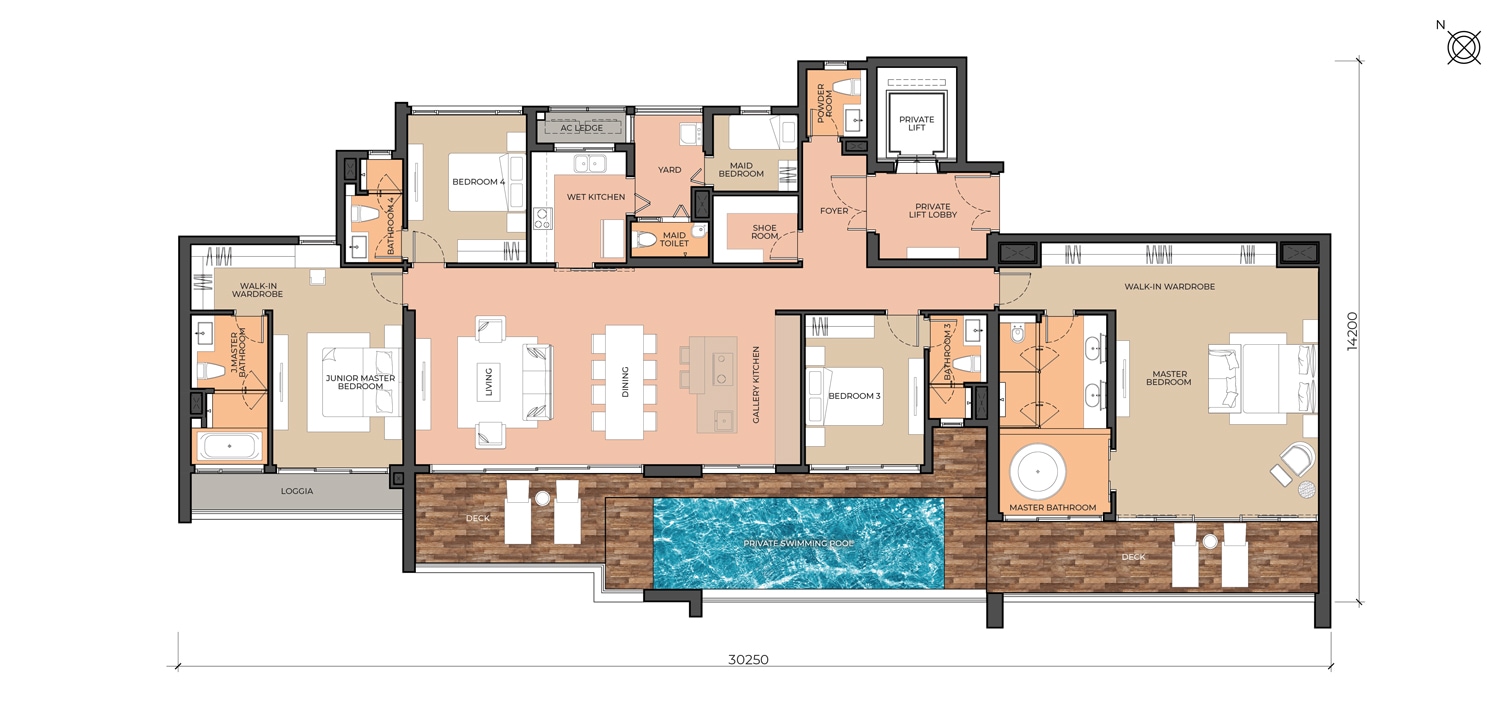 N
POWDER
ROOM
PRIVATE
LIFT
AC LEDGE
BEDROOM 4
WET KITCHEN
YARD
MAID
BEDROOM
BATHROOM 4
FOYER
PRIVATE
LIFT LOBBY
SHOE
ROOM
MAID
TOILET
WALK-IN
WARDROBE
WALK-IN WARDROBE
J.MASTER
BATHROOM
JUNIOR MASTER
BEDROOM
LIVING
DINING
GALLERY KITCHEN
BEDROOM 3
BATHROOM 3
MASTER
BEDROOM
14200
LOGGIA
DECK
PRIVATE SWIMMING POOL
MASTER BATHROOM
DECK
30250